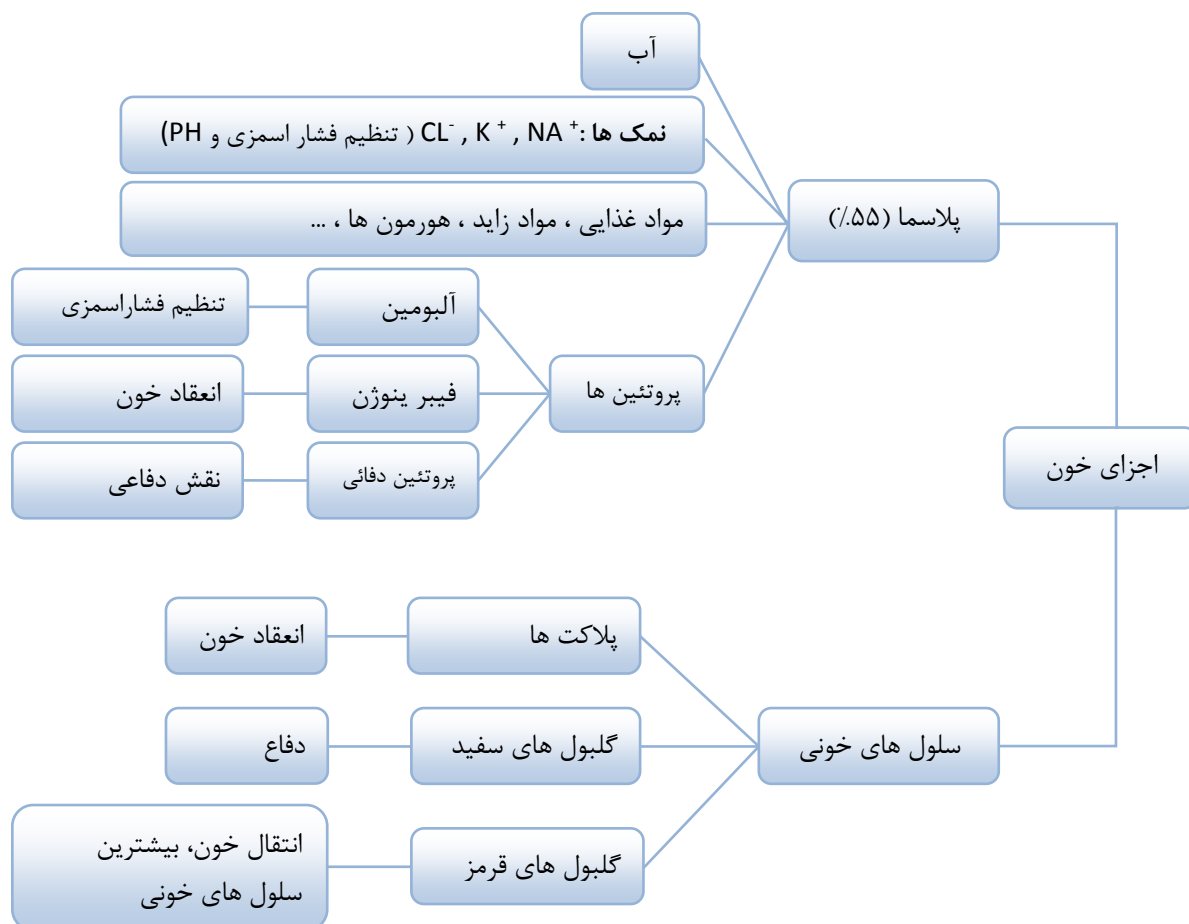 آب
نمک ها :NA⁺ , K⁺ , CL⁻ ( تنظیم فشار اسمزی و PH)
مواد غذایی ، مواد زاید ، هورمون ها ، ...
پلاسما (۵۵٪)
آلبومین
تنظیم فشاراسمزی
پروتئین ها
فیبر ینوژن
انعقاد خون
پروتئین دفائی
نقش دفاعی
اجزای خون
پلاکت ها
انعقاد خون
سلول های خونی
گلبول های سفید
دفاع
گلبول های قرمز
انتقال خون، بیشترین
سلول های خونی